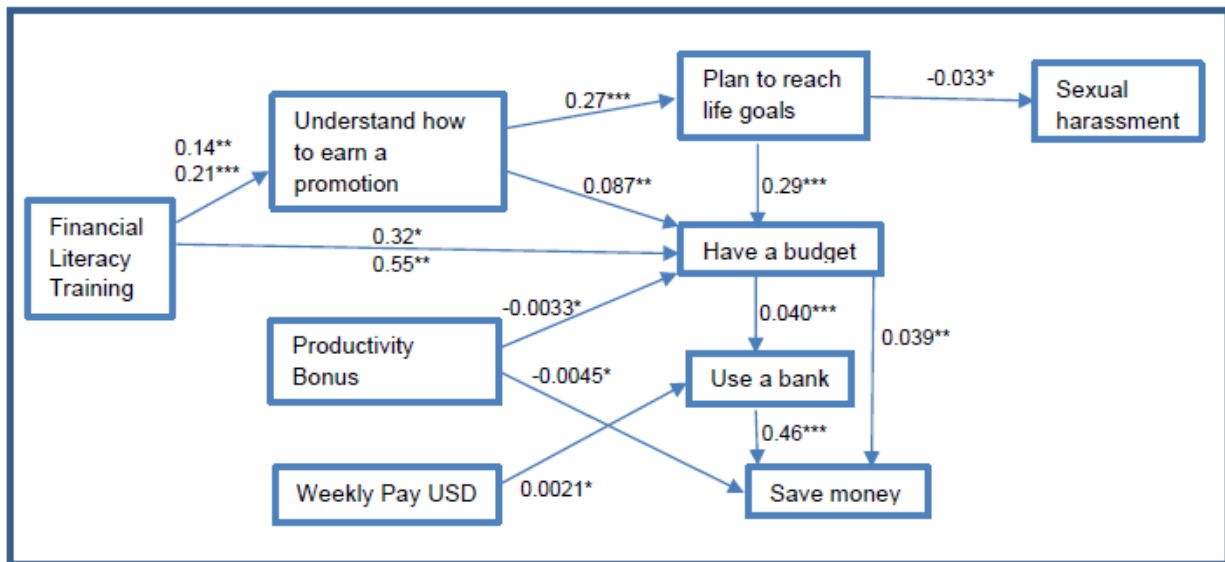 Plan to reach
life goals
-0.033*
Sexual
harassment
0.27***
Understand how
to earn a
promotion
0.14**
0.21***
0.087**
0.29***
Financial
Literacy
Training
0.32*
0.55**
Have a budget
-0.0033*
0.040***
0.039**
Productivity
Bonus
-0.0045*
Use a bank
0.46***
Weekly Pay USD
0.0021*
Save money